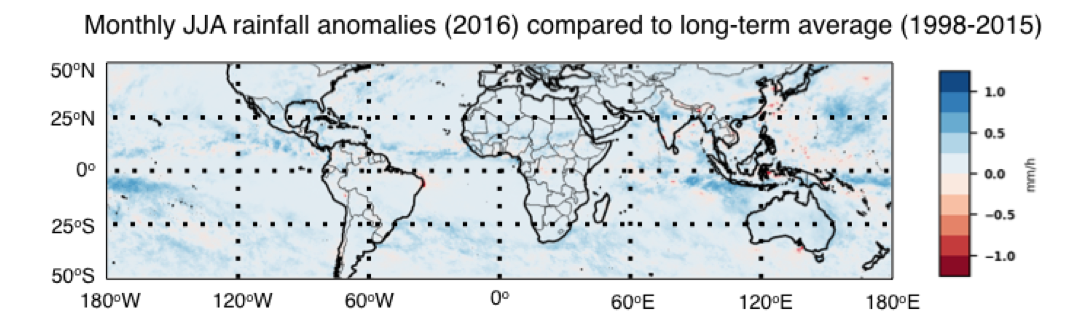 Monthly JJA rainfall anomalies (2016) compared to long-term average (1998-2015)
50ºN
25ºN
0º
25ºS
50ºS
180ºW 120ºW 60ºW 0º 60ºE 120ºE 180ºE
1.0
0.5
0.0
−0.5
−1.0
mm/h